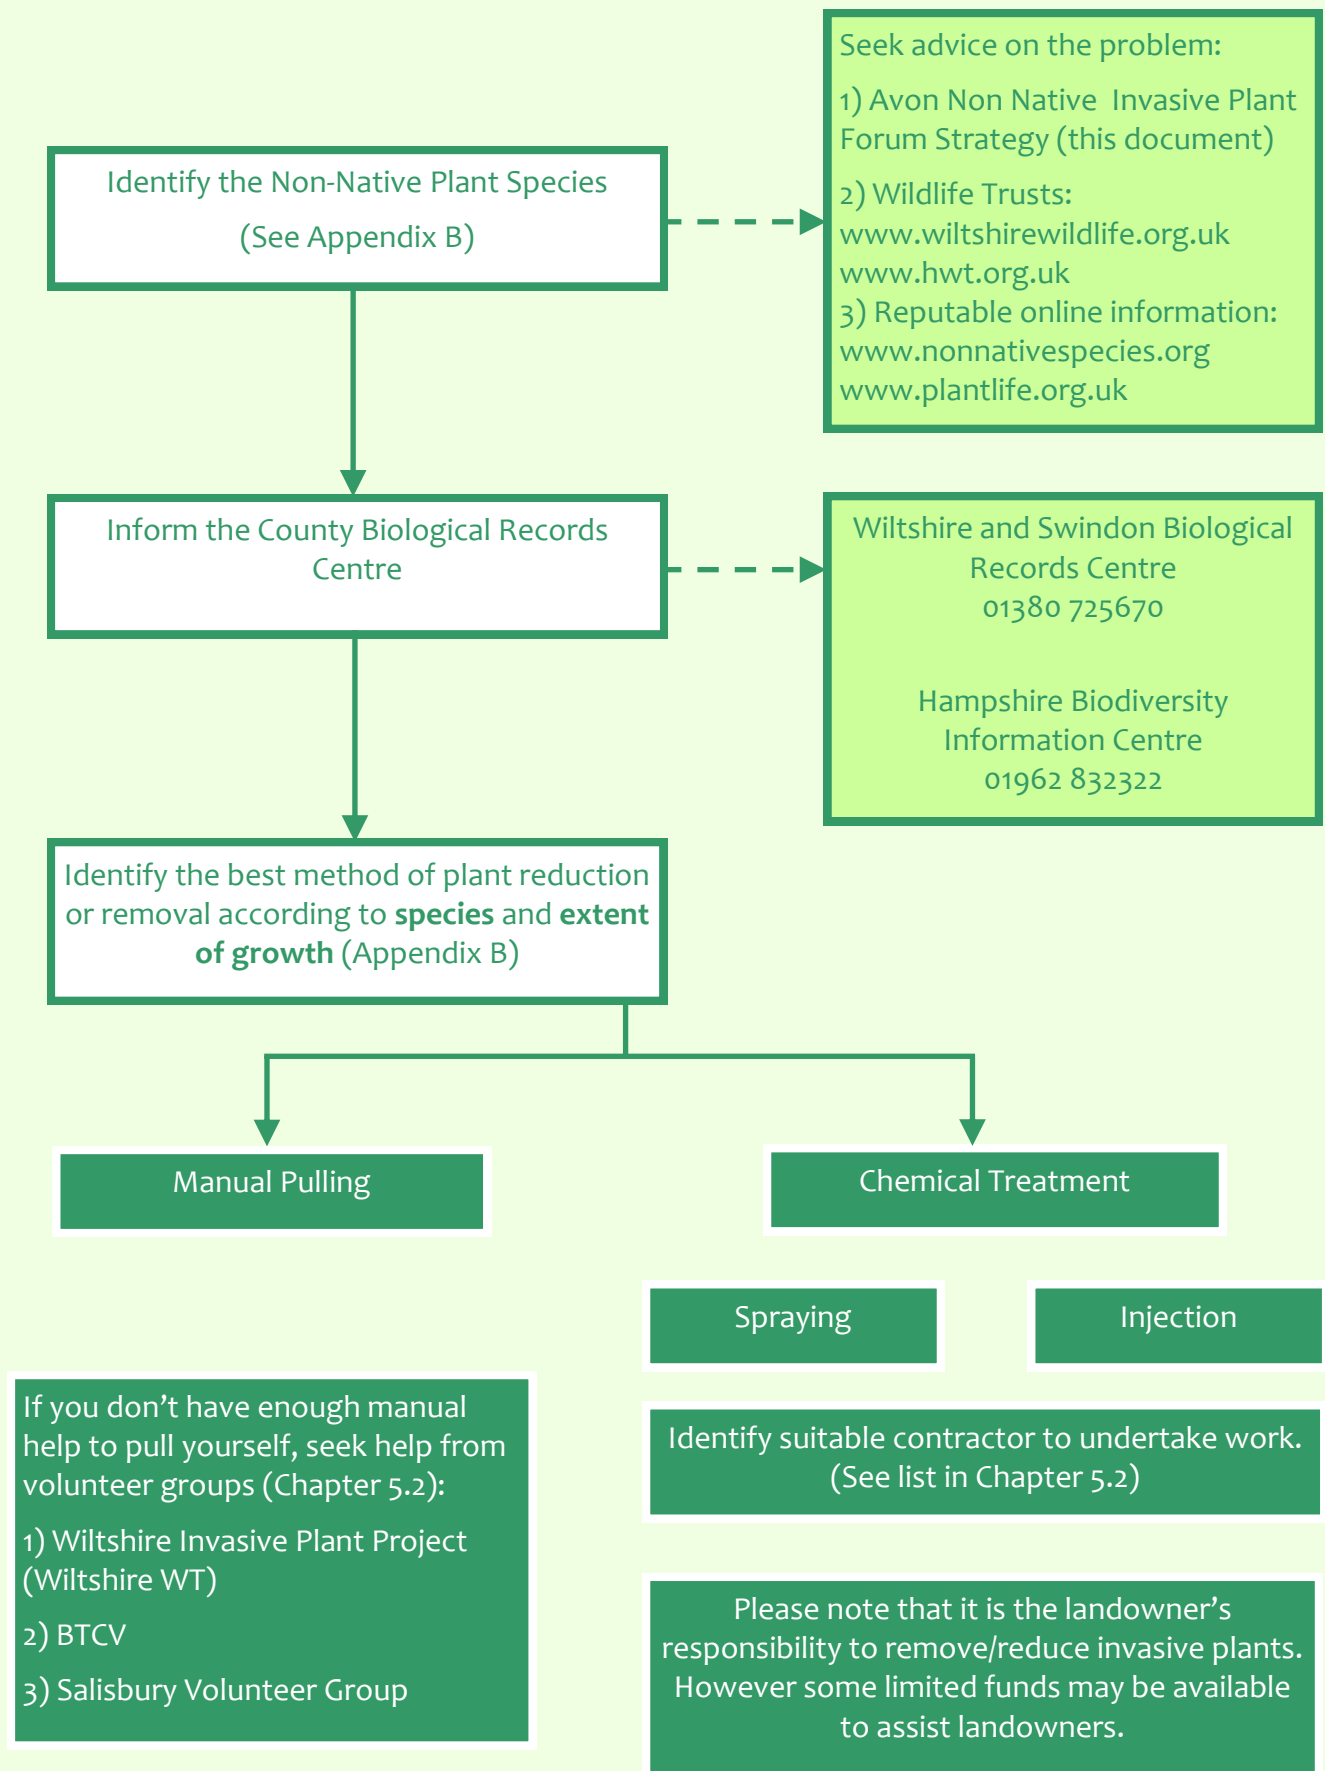 Identify the Non-Native Plant Species
(See Appendix B)
Seek advice on the problem:
1) Avon Non Native Invasive Plant
Forum Strategy (this document)
2) Wildlife Trusts:
www.wiltshirewildlife.org.uk
www.hwt.org.uk
3) Reputable online information:
www.nonnativespecies.org
www.plantlife.org.uk
Inform the County Biological Records
Centre
Wiltshire and Swindon Biological
Records Centre
01380 725670
Hampshire Biodiversity
Information Centre
01962 832322
Identify the best method of plant reduction
or removal according to species and extent
of growth (Appendix B)
Manual Pulling
Chemical Treatment
Spraying
Injection
If you don’t have enough manual
help to pull yourself, seek help from
volunteer groups (Chapter 5.2):
1) Wiltshire Invasive Plant Project
(Wiltshire WT)
2) BTCV
3) Salisbury Volunteer Group
Identify suitable contractor to undertake work.
(See list in Chapter 5.2)
Please note that it is the landowner’s
responsibility to remove/reduce invasive plants.
However some limited funds may be available
to assist landowners.